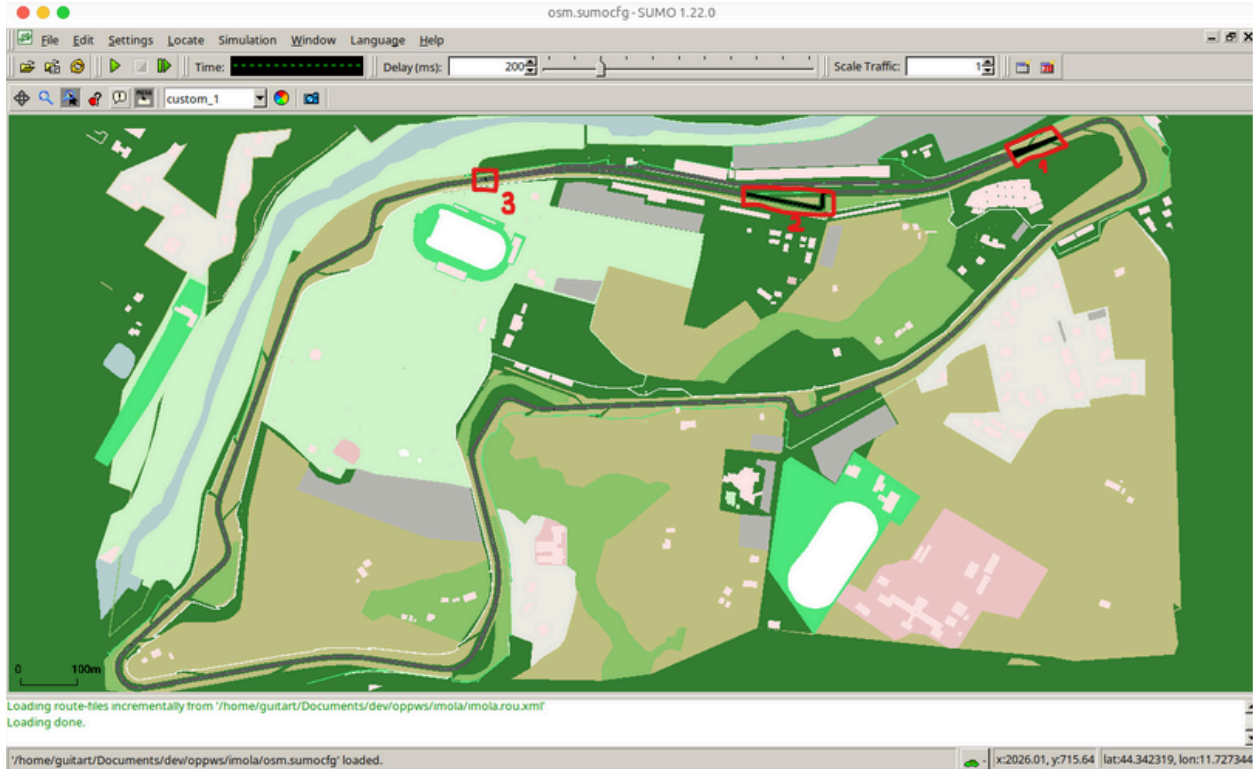 osm.sumocfg - SUMO 1.22.0
File Edit Settings Locate Simulation Window Language Help
Time: Delay (ms): 200 Scale Traffic: 1
custom_1
3
1
0 100m
Loading route-files incrementally from '/home/guitart/Documents/dev/oppws/imola/imola.rou.xml'
Loading done.
'/home/guitart/Documents/dev/oppws/imola/osm.sumocfg' loaded.
x:2026.01, y:715.64 lat:44.342319, lon:11.727344